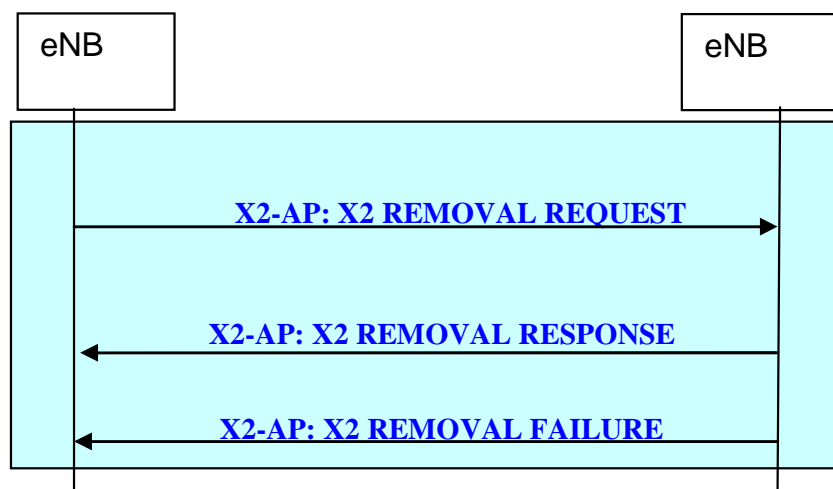 eNB
eNB
X2-AP: X2 REMOVAL REQUEST
X2-AP: X2 REMOVAL RESPONSE
X2-AP: X2 REMOVAL FAILURE